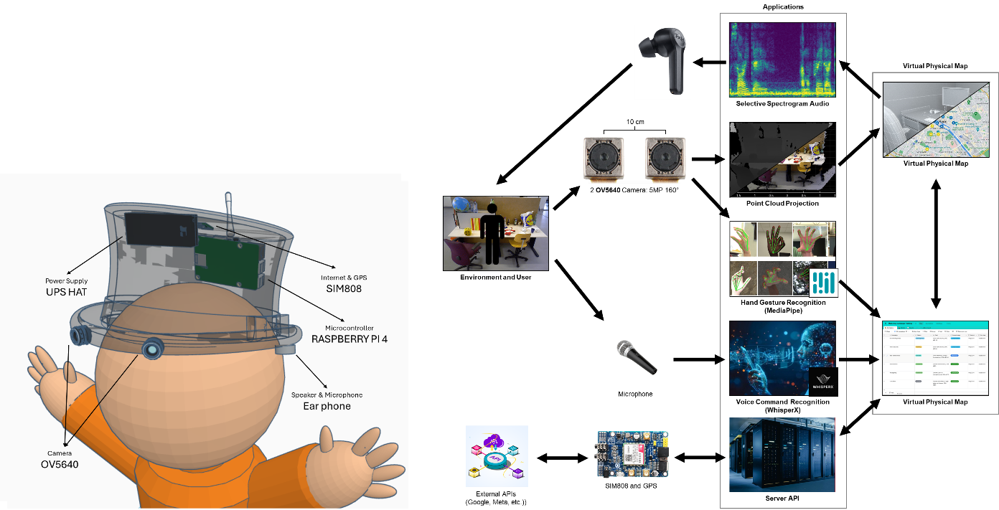 Power Supply
UPS HAT
Internet & GPS
SIM808
Microcontroller
RASPBERRY PI 4
Speaker & Microphone
Ear phone
Camera
OV5640
Applications
Selective Spectrogram Audio
Virtual Physical Map
Virtual Physical Map
10 cm
2 OV5640 Camera: 5MP 160°
Point Cloud Projection
Environment and User
Hand Gesture Recognition
(MediaPipe)
Microphone
WHISPERX
Voice Command Recognition
(WhisperX)
Virtual Physical Map
API
External APIs
(Google, Meta, etc.))
SIM808 and GPS
Server API